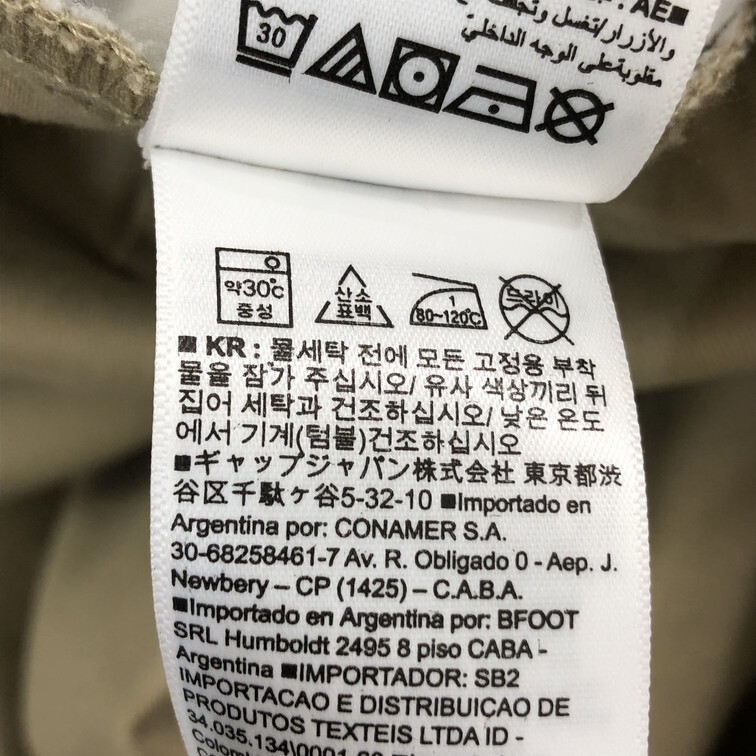 : AE■
والأزرار/تغسل وتجفف
مقلوبة على الوجه الداخلي
30
약30℃
중성
산소
표백
1
80~120℃
드라이
■ KR : 물세탁 전에 모든 고정용 부착
물을 잠가 주십시오/ 유사 색상끼리 뒤
집어 세탁과 건조하십시오/ 낮은 온도
에서 기계(텀블)건조하십시오
■ギャップジャパン株式会社 東京都渋
谷区千駄ヶ谷5-32-10 ■Importado en
Argentina por: CONAMER S.A.
30-68258461-7 Av. R. Obligado 0 - Aep. J.
Newbery – CP (1425) – C.A.B.A.
■Importado en Argentina por: BFOOT
SRL Humboldt 2495 8 piso CABA -
Argentina ■IMPORTADOR: SB2
IMPORTACAO E DISTRIBUICAO DE
PRODUTOS TEXTEIS LTDA ID -
34.035.134\0001